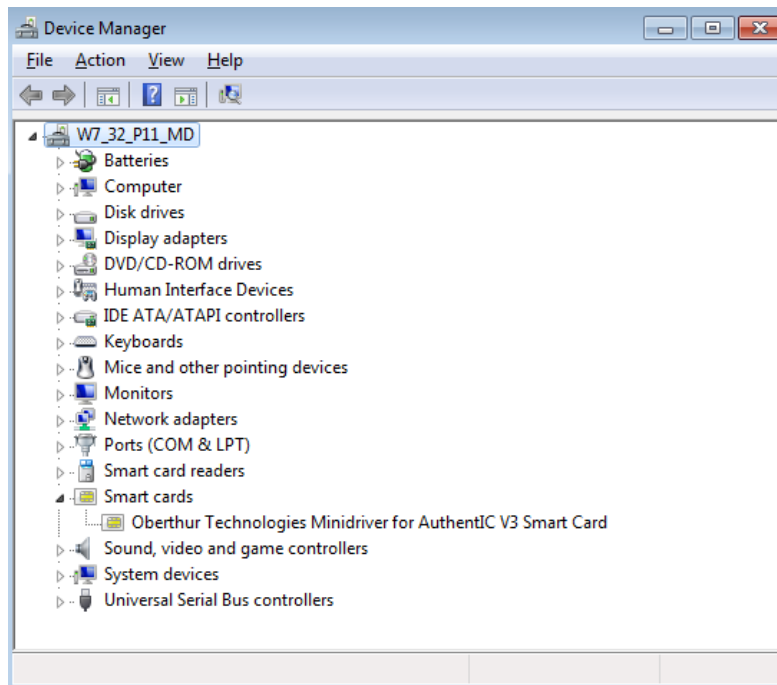 Device Manager
File Action View Help
W7_32_P11_MD
Batteries
Computer
Disk drives
Display adapters
DVD/CD-ROM drives
Human Interface Devices
IDE ATA/ATAPI controllers
Keyboards
Mice and other pointing devices
Monitors
Network adapters
Ports (COM & LPT)
Smart card readers
Smart cards
Oberthur Technologies Minidriver for AuthentIC V3 Smart Card
Sound, video and game controllers
System devices
Universal Serial Bus controllers